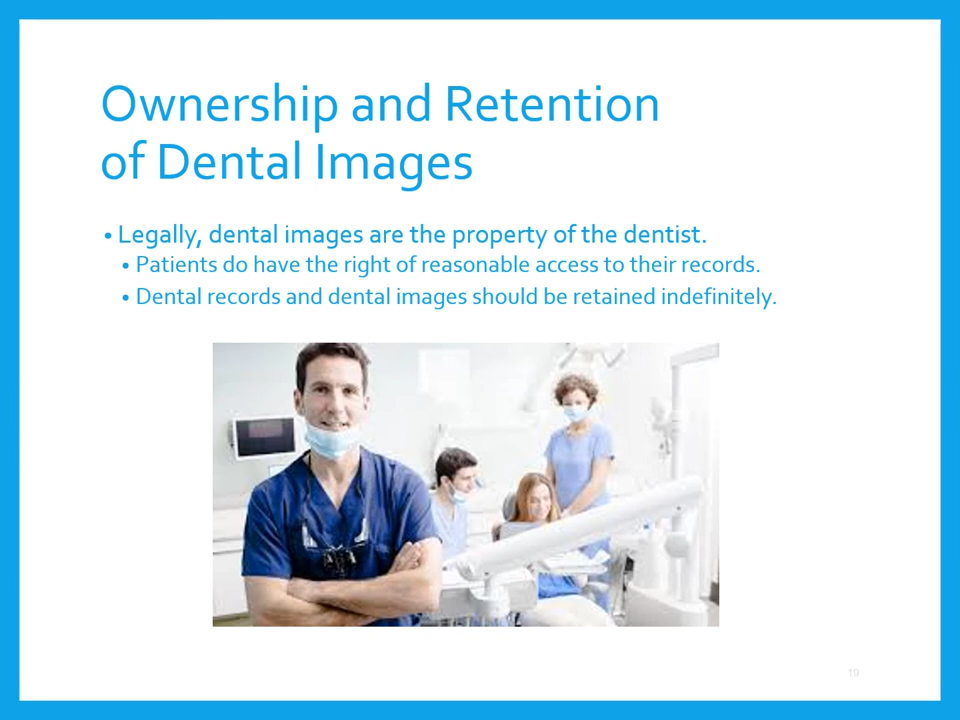 Ownership and Retention
of Dental Images
• Legally, dental images are the property of the dentist.
• Patients do have the right of reasonable access to their records.
• Dental records and dental images should be retained indefinitely.
19